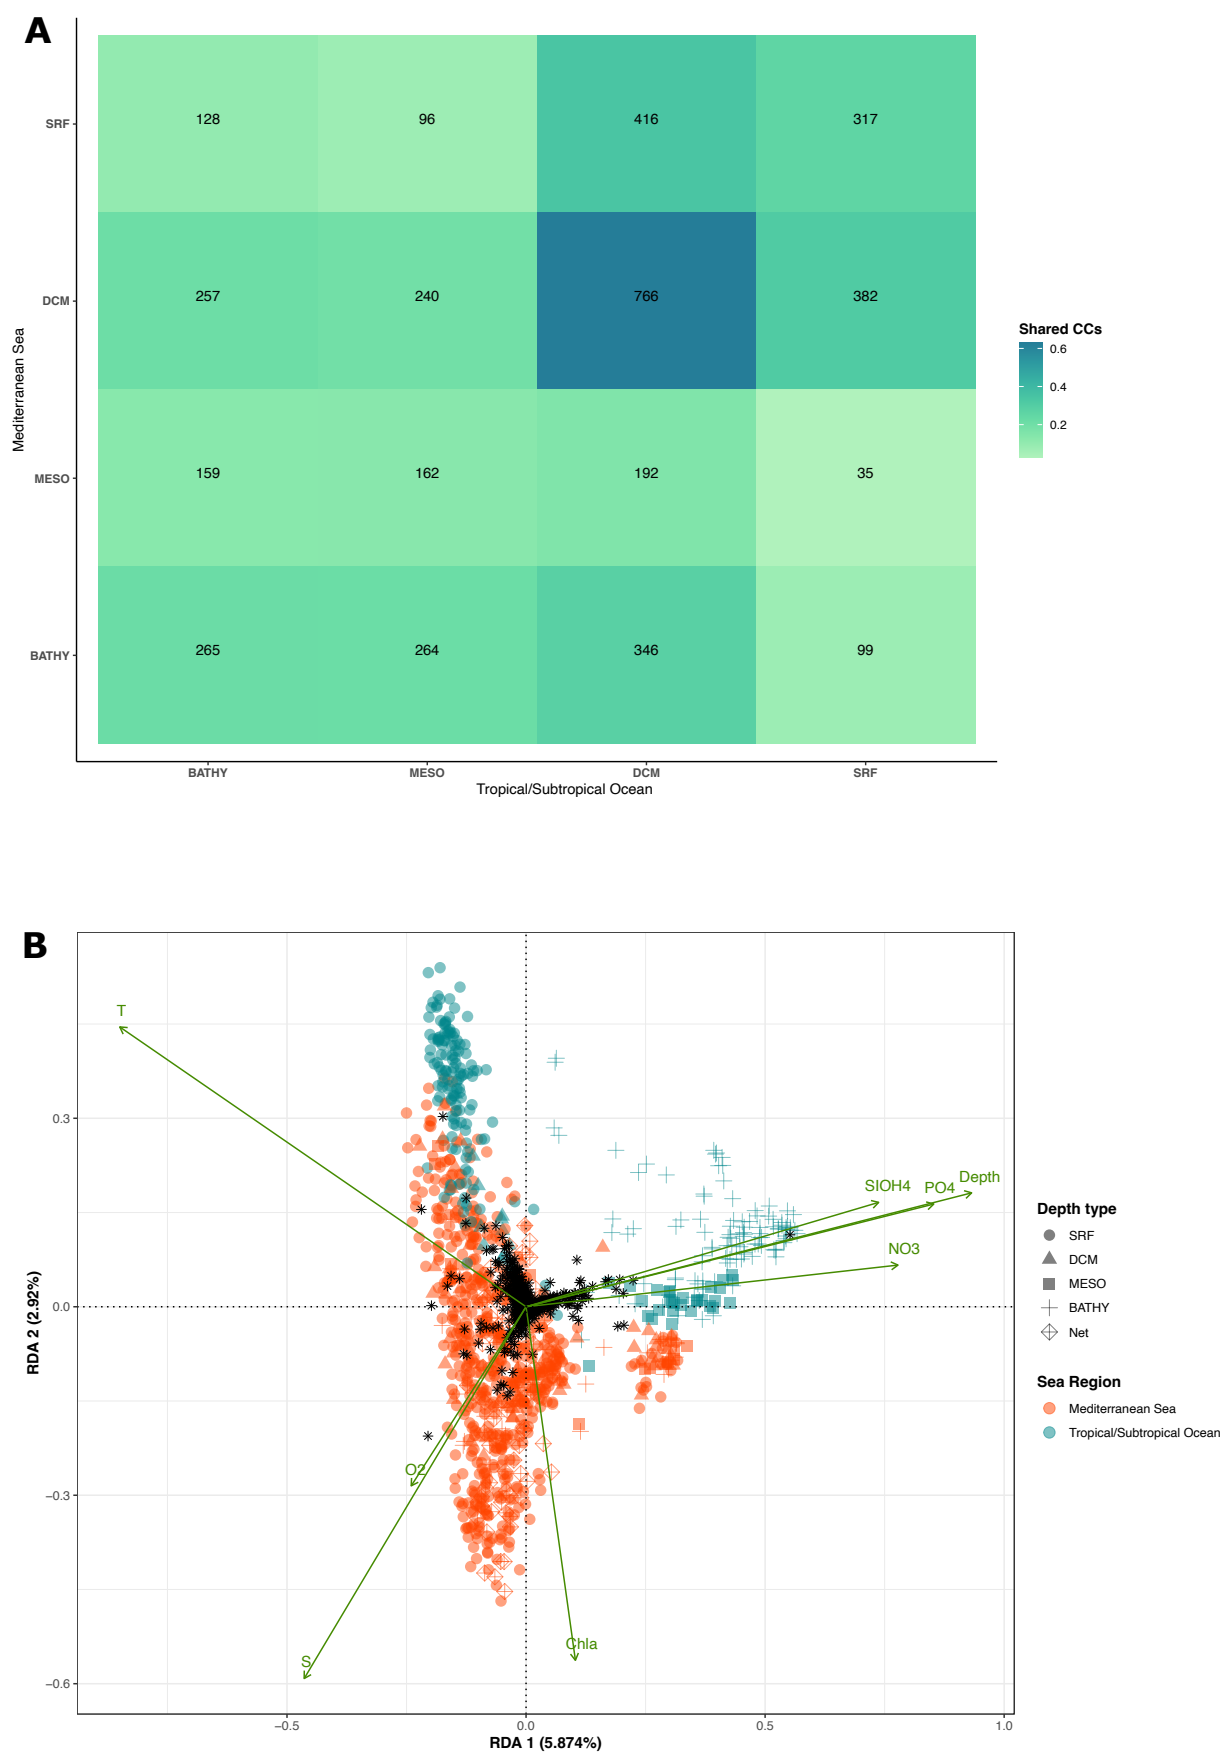 A
SRF
128
96
416
317
DCM
257
240
766
382
MESO
159
162
192
35
BATHY
265
264
346
99
Mediterranean Sea
BATHY
MESO
DCM
SRF
Tropical/Subtropical Ocean
Shared CCs
0.6
0.4
0.2
B
T
SIOH4
PO4
Depth
NO3
O2
S
Chla
0.3
0.0
−0.3
−0.6
RDA 2 (2.92%)
−0.5
0.0
0.5
1.0
RDA 1 (5.874%)
Depth type
SRF
DCM
MESO
BATHY
Net
Sea Region
Mediterranean Sea
Tropical/Subtropical Ocean